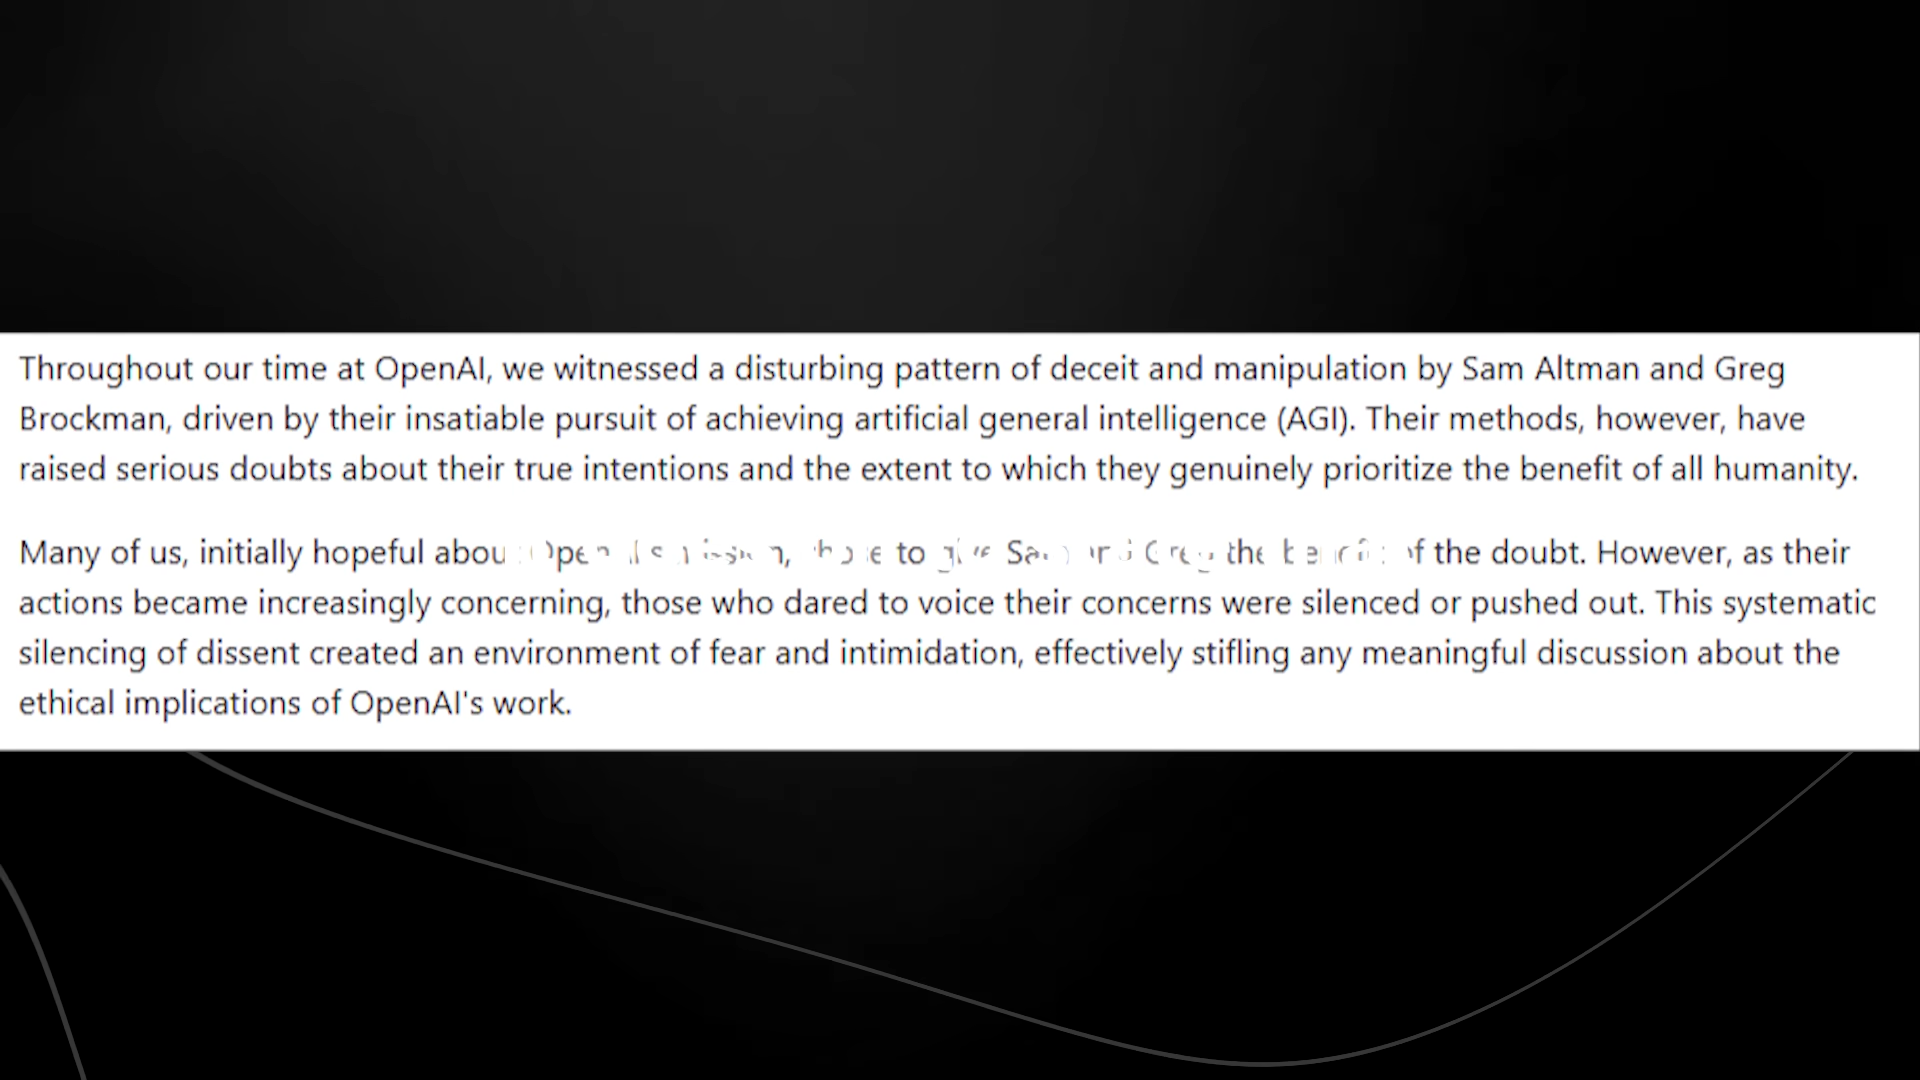 Throughout our time at OpenAI, we witnessed a disturbing pattern of deceit and manipulation by Sam Altman and Greg
Brockman, driven by their insatiable pursuit of achieving artificial general intelligence (AGI). Their methods, however, have
raised serious doubts about their true intentions and the extent to which they genuinely prioritize the benefit of all humanity.
Many of us, initially hopeful to the of the doubt. However, as their
actions became increasingly concerning, those who dared to voice their concerns were silenced or pushed out. This systematic
silencing of dissent created an environment of fear and intimidation, effectively stifling any meaningful discussion about the
ethical implications of OpenAI's work.